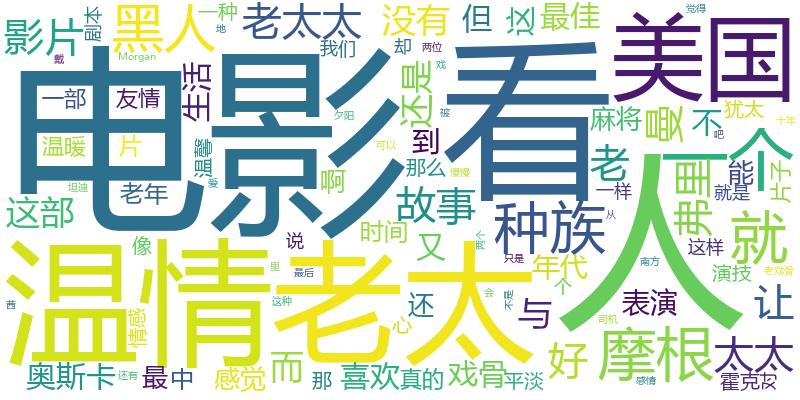 电影
看
人
温情
老太
美国
一个
黑人
老太太
没有
但
这
最佳
影片
剧本
一种
地
戴
Morgan
我们
却
两位
觉得
一部
友情
生活
还是
戏
夕阳
被
麻将
曼
不
犹太
十年
吧
温暖
片
温馨
到
可以
老
弗里
能
片子
坦迪
老年
爱
啊
那么
慢慢
一样
就是
这部
故事
种族
从
就
像
说
时间
又
两个
只是
这样
南方
演技
老戏骨
里
最后
年代
个
让
茜
情感
这种
心
还
会
不是
与
表演
司机
奥斯卡
最
中
而
感觉
还有
那
喜欢
真的
戏骨
平淡
好
感情
摩根
太太
霍克